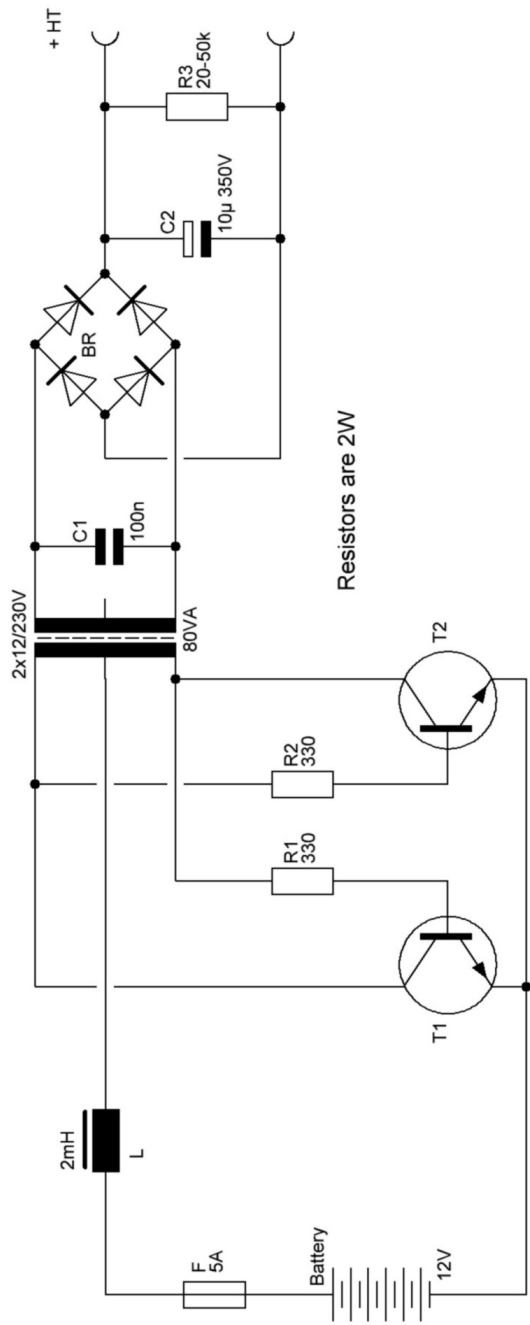 Battery
12V
F
5A
2mH
L
T1
R1
330
R2
330
T2
2x12/230V
80VA
C1
100n
BR
C2
10µ 350V
R3
20-50k
+ HT
Resistors are 2W